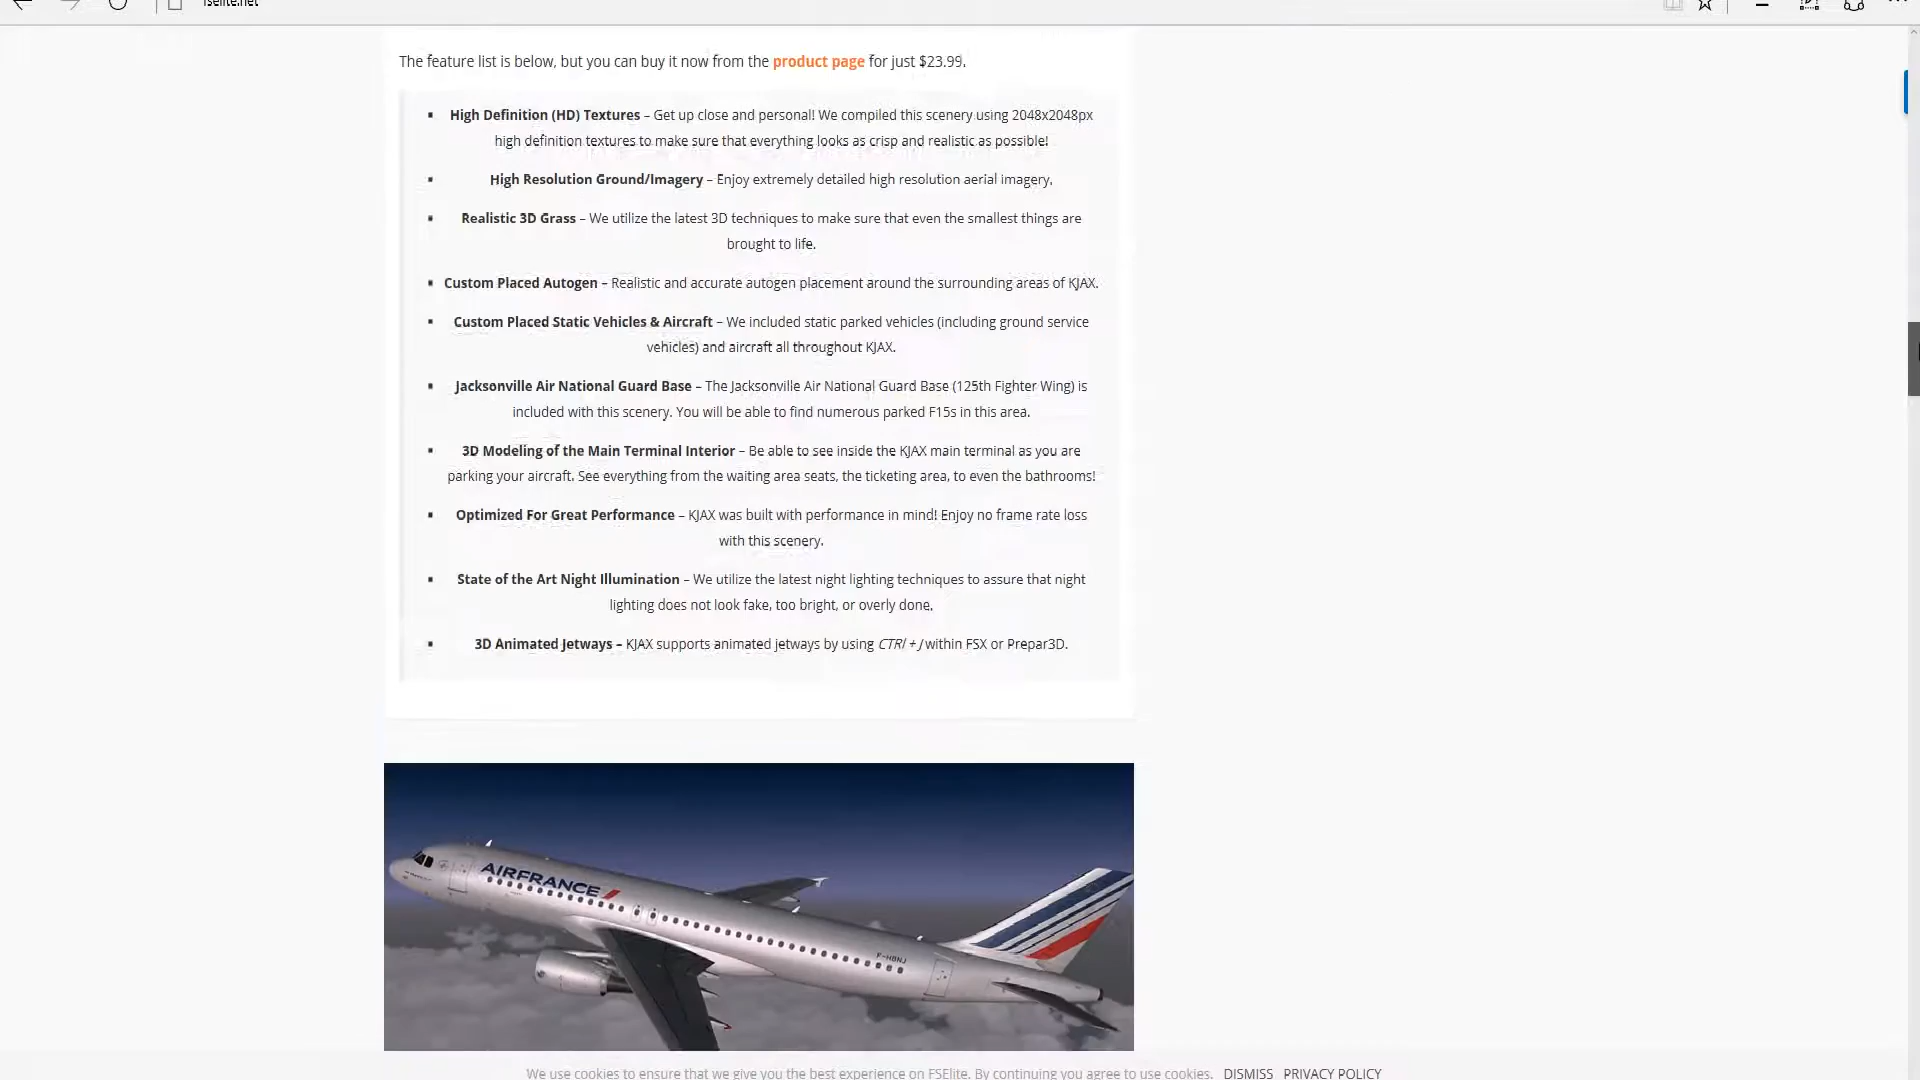 fselite.net
The feature list is below, but you can buy it now from the product page for just $23.99.
▪ High Definition (HD) Textures – Get up close and personal! We compiled this scenery using 2048x2048px
high definition textures to make sure that everything looks as crisp and realistic as possible!
▪ High Resolution Ground/Imagery – Enjoy extremely detailed high resolution aerial imagery.
▪ Realistic 3D Grass – We utilize the latest 3D techniques to make sure that even the smallest things are
brought to life.
▪ Custom Placed Autogen – Realistic and accurate autogen placement around the surrounding areas of KJAX.
▪ Custom Placed Static Vehicles & Aircraft – We included static parked vehicles (including ground service
vehicles) and aircraft all throughout KJAX.
▪ Jacksonville Air National Guard Base – The Jacksonville Air National Guard Base (125th Fighter Wing) is
included with this scenery. You will be able to find numerous parked F15s in this area.
▪ 3D Modeling of the Main Terminal Interior – Be able to see inside the KJAX main terminal as you are
parking your aircraft. See everything from the waiting area seats, the ticketing area, to even the bathrooms!
▪ Optimized For Great Performance – KJAX was built with performance in mind! Enjoy no frame rate loss
with this scenery.
▪ State of the Art Night Illumination – We utilize the latest night lighting techniques to assure that night
lighting does not look fake, too bright, or overly done.
▪ 3D Animated Jetways – KJAX supports animated jetways by using CTRl + J within FSX or Prepar3D.
AIRFRANCE
F-HBNJ
We use cookies to ensure that we give you the best experience on FSElite. By continuing you agree to use cookies. DISMISS PRIVACY POLICY